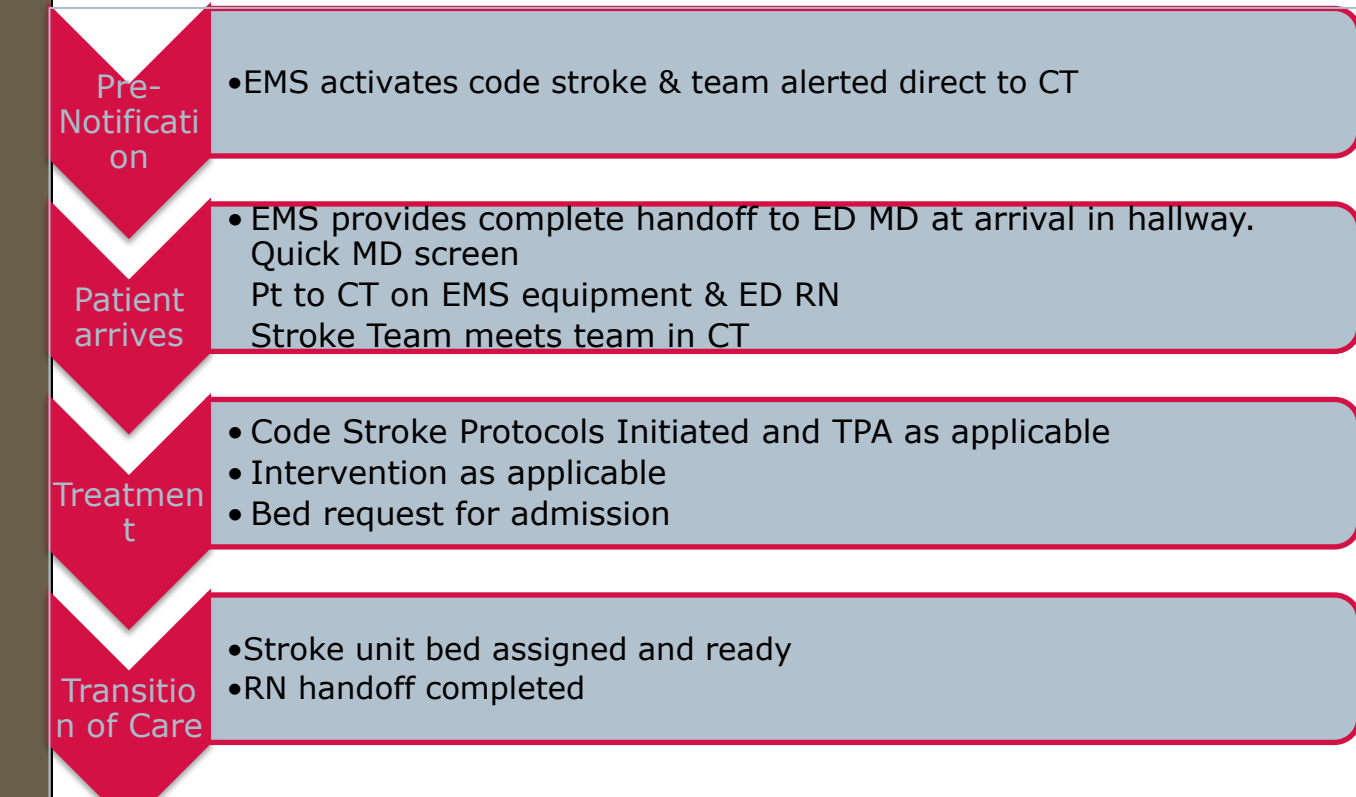 Pre-
Notificati
on
•EMS activates code stroke & team alerted direct to CT
Patient
arrives
• EMS provides complete handoff to ED MD at arrival in hallway.
Quick MD screen
Pt to CT on EMS equipment & ED RN
Stroke Team meets team in CT
Treatmen
t
• Code Stroke Protocols Initiated and TPA as applicable
• Intervention as applicable
• Bed request for admission
Transitio
n of Care
•Stroke unit bed assigned and ready
•RN handoff completed